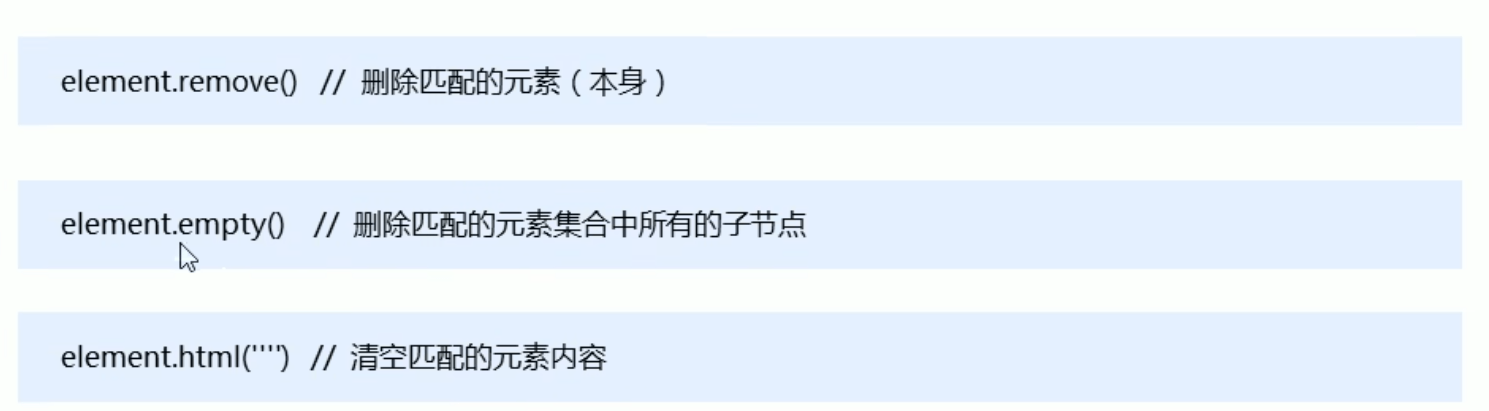 element.remove()   //  删除匹配的元素（本身）
element.empty()    //  删除匹配的元素集合中所有的子节点
element.html('''')   //  清空匹配的元素内容